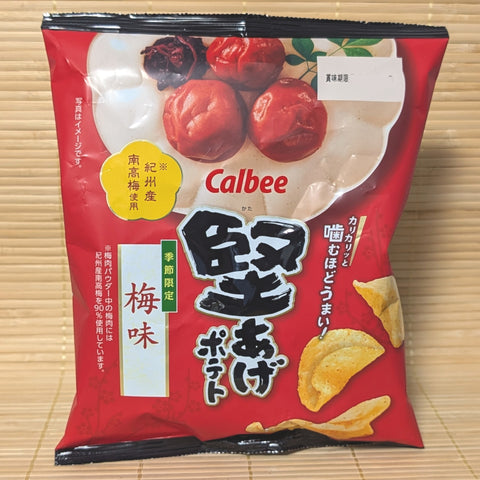 賞味期限
写真はイメージです。
※
紀州産
南高梅使用
Calbee
かた
堅あげ
ポテト
カリカリッと
噛むほどうまい!
季節限定
梅味
※梅肉パウダー中の梅肉には
紀州産南高梅を90%使用しています。